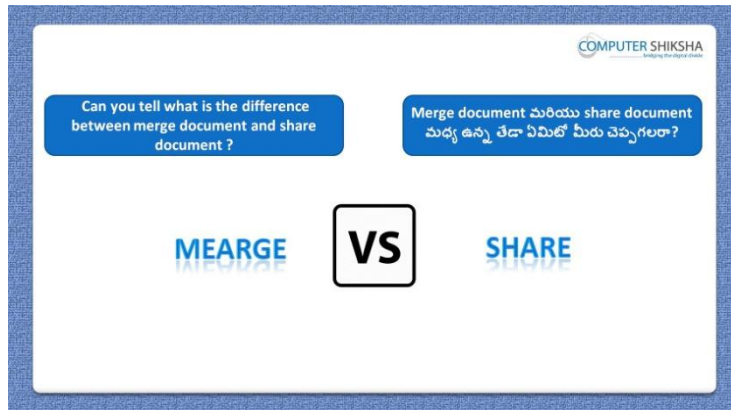 COMPUTER SHIKSHA
bridging the digital divide
Can you tell what is the difference
between merge document and share
document ?
Merge document మరియు share document
మధ్య ఉన్న తేడా ఏమిటో మీరు చెప్పగలరా?
MEARGE
VS
SHARE